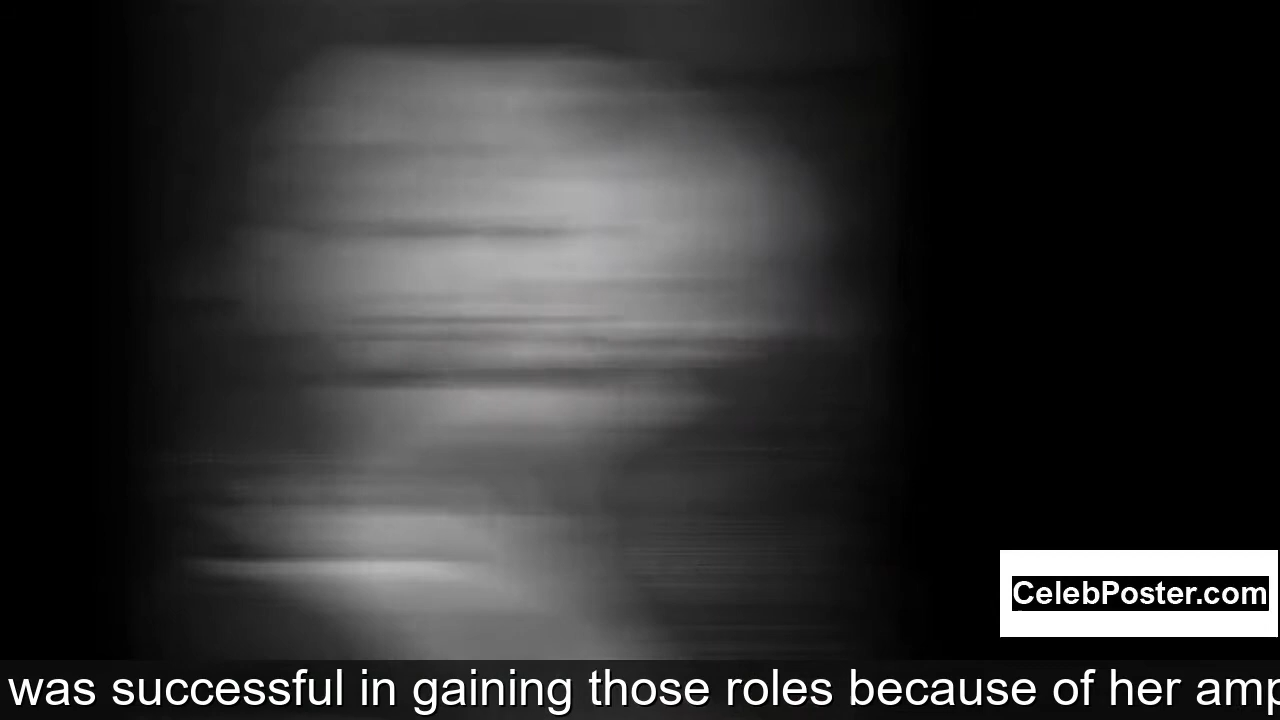 CelebPoster.com
was successful in gaining those roles because of her